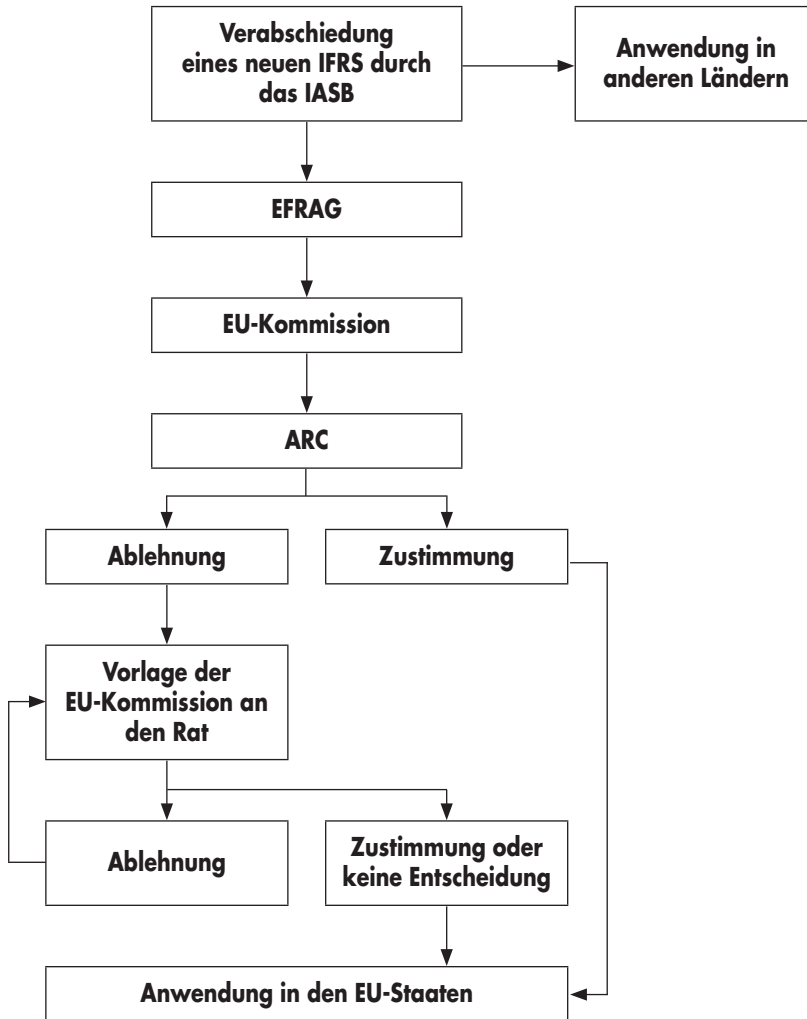 Verabschiedung
eines neuen IFRS durch
das IASB
Anwendung in
anderen Ländern
EFRAG
EU-Kommission
ARC
Ablehnung
Zustimmung
Vorlage der
EU-Kommission an
den Rat
Ablehnung
Zustimmung oder
keine Entscheidung
Anwendung in den EU-Staaten